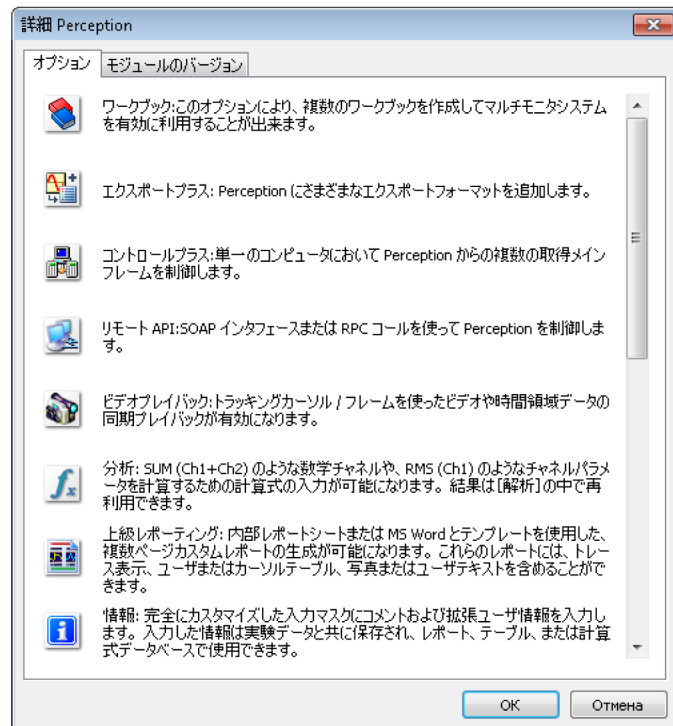 詳細 Perception
オプション モジュールのバージョン
ワークブック:このオプションにより、複数のワークブックを作成してマルチモニタシステム
を有効に利用することが出来ます。
エクスポートプラス: Perception にさまざまなエクスポートフォーマットを追加します。
コントロールプラス:単一のコンピュータにおいて Perception からの複数の取得メイン
フレームを制御します。
リモート API:SOAP インタフェースまたは RPC コールを使って Perception を制御しま
す。
ビデオプレイバック:トラッキングカーソル / フレームを使ったビデオや時間領域データの
同期プレイバックが有効になります。
分析: SUM (Ch1+Ch2) のような数学チャネルや、RMS (Ch1) のようなチャネルパラメ
ータを計算するための計算式の入力が可能になります。結果は[解析]の中で再
利用できます。
上級レポーティング: 内部レポートシートまたは MS Word とテンプレートを使用した、
複数ページカスタムレポートの生成が可能になります。これらのレポートには、トレー
ス表示、ユーザまたはカーソルテーブル、写真またはユーザテキストを含めることがで
きます。
情報: 完全にカスタマイズした入力マスクにコメントおよび拡張ユーザ情報を入力し
ます。入力した情報は実験データと共に保存され、レポート、テーブル、または計算
式データベースで使用できます。
OK Отмена